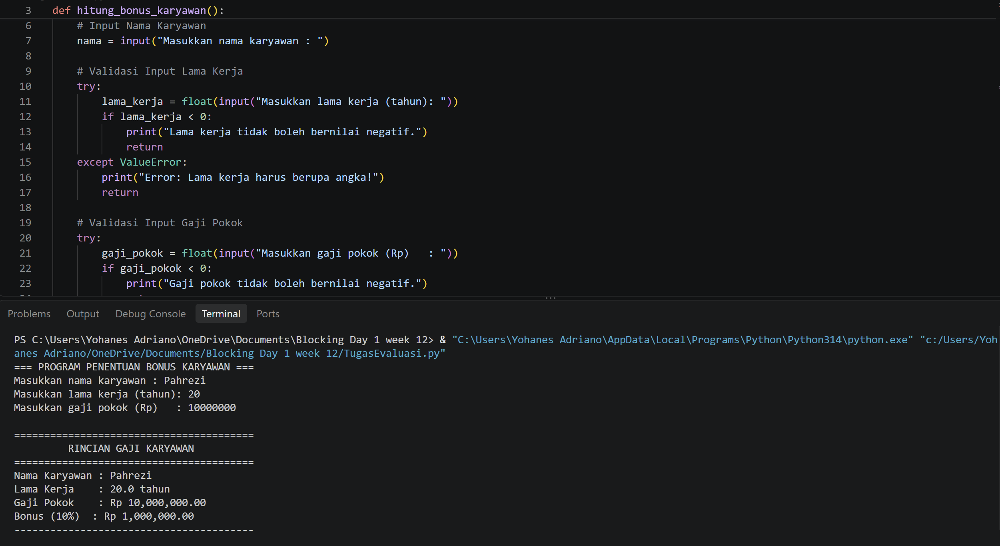 3 def hitung_bonus_karyawan():
6 # Input Nama Karyawan
7 nama = input("Masukkan nama karyawan : ")
8
9 # Validasi Input Lama Kerja
10 try:
11 lama_kerja = float(input("Masukkan lama kerja (tahun): "))
12 if lama_kerja < 0:
13 print("Lama kerja tidak boleh bernilai negatif.")
14 return
15 except ValueError:
16 print("Error: Lama kerja harus berupa angka!")
17 return
18
19 # Validasi Input Gaji Pokok
20 try:
21 gaji_pokok = float(input("Masukkan gaji pokok (Rp)   : "))
22 if gaji_pokok < 0:
23 print("Gaji pokok tidak boleh bernilai negatif.")
Problems Output Debug Console Terminal Ports
PS C:\Users\Yohanes Adriano\OneDrive\Documents\Blocking Day 1 week 12> & "C:\Users\Yohanes Adriano\AppData\Local\Programs\Python\Python314\python.exe" "c:/Users/Yoh
anes Adriano/OneDrive/Documents/Blocking Day 1 week 12/TugasEvaluasi.py"
=== PROGRAM PENENTUAN BONUS KARYAWAN ===
Masukkan nama karyawan : Pahrezi
Masukkan lama kerja (tahun): 20
Masukkan gaji pokok (Rp)   : 10000000
========================================
RINCIAN GAJI KARYAWAN
========================================
Nama Karyawan : Pahrezi
Lama Kerja    : 20.0 tahun
Gaji Pokok    : Rp 10,000,000.00
Bonus (10%)  : Rp 1,000,000.00
----------------------------------------